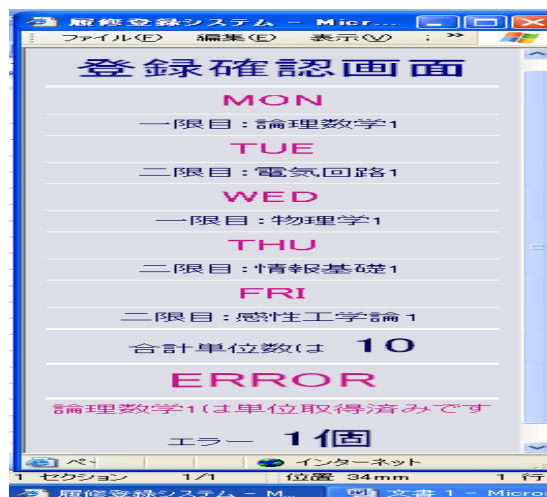 履修登録システム - Micr...
ファイル(F) 編集(E) 表示(V) : »
登録確認画面
MON
一限目:論理数学1
TUE
二限目:電気回路1
WED
一限目:物理学1
THU
二限目:情報基礎1
FRI
二限目:感性工学論1
合計単位数は 10
ERROR
論理数学1は単位取得済みです
エラー 1個
ペー インターネット
1 セクション 1/1 位置 34mm 1 行
履修登録システム - M... 文書 1 - Micro